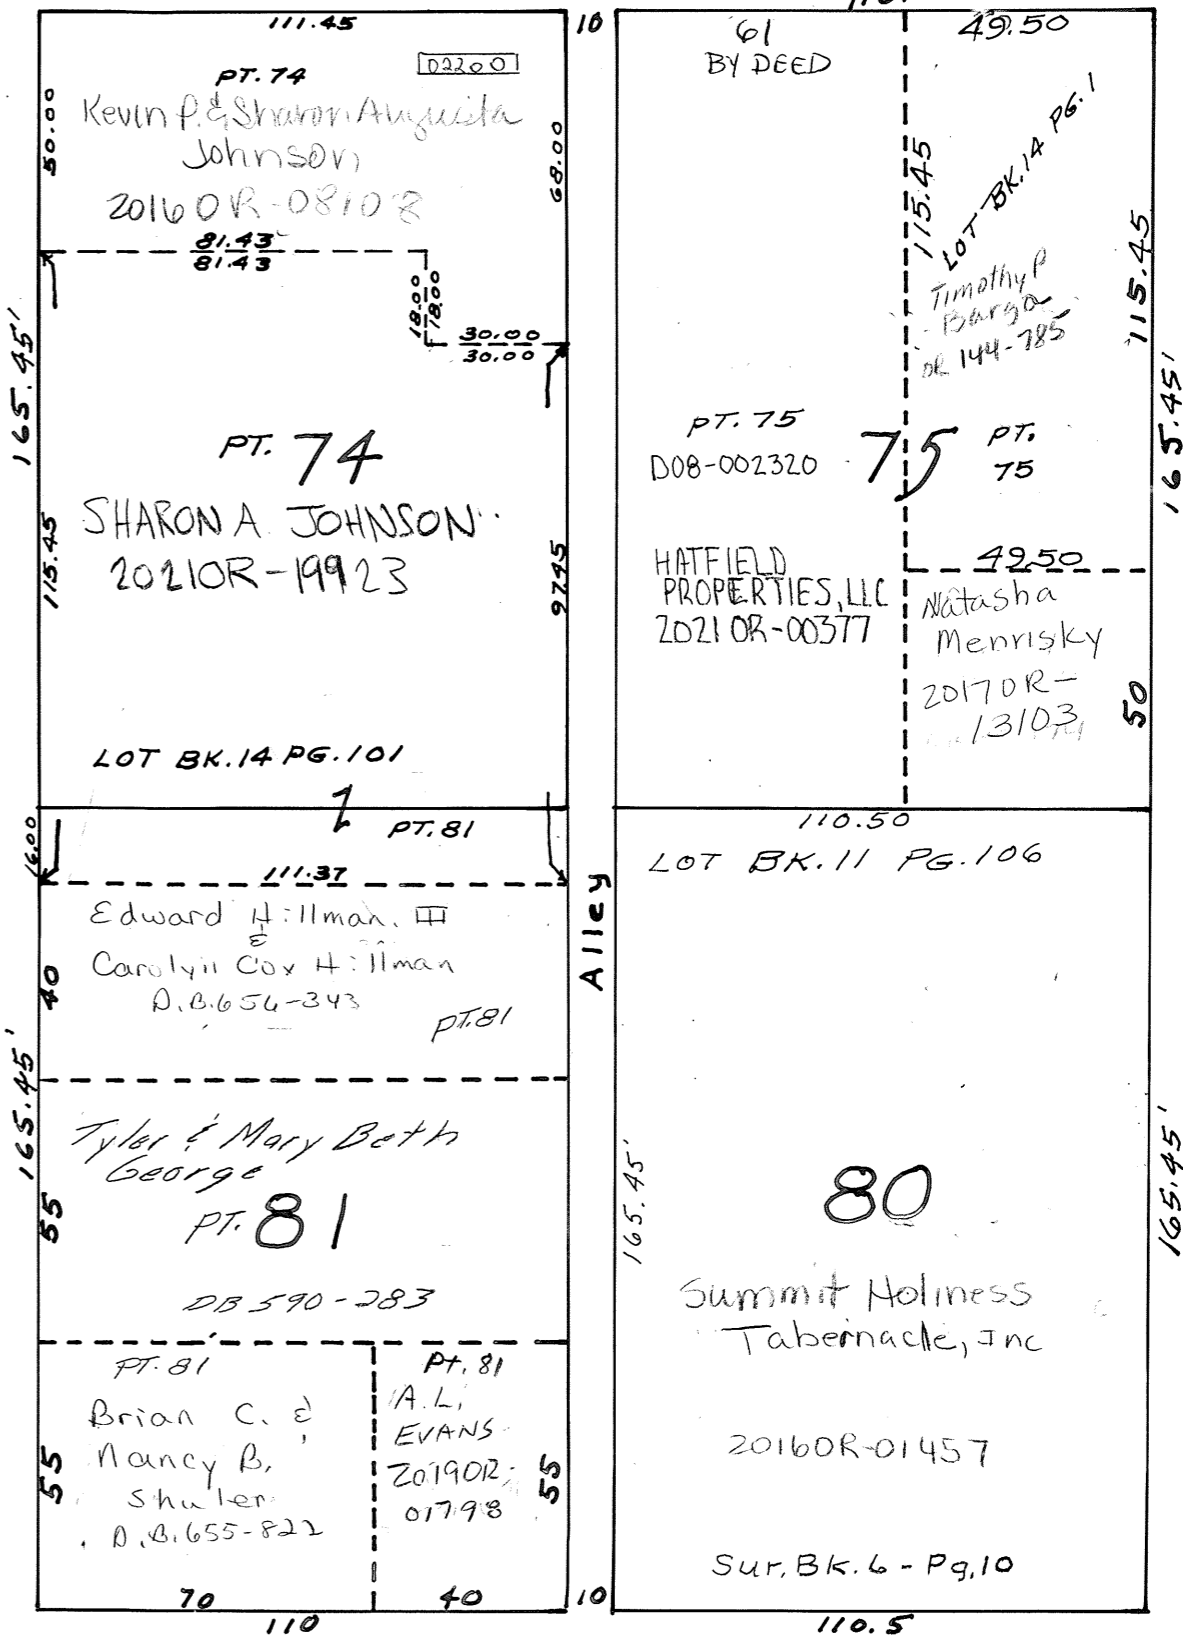 111.45
PT. 74
02200
Kevin P. & Sharon Augusta
Johnson
2016OR-08108
50.00
68.00
81.43
81.43
18.00
18.00
30.00
30.00
165.45'
PT. 74
SHARON A. JOHNSON
2021OR-19923
115.45
97.45
LOT BK.14 PG.101
1
PT. 81
16.00
111.37
Edward Hillman, III
&
Carolyn Cox Hillman
D.B.654-343
PT.81
40
165.45'
Tyler & Mary Beth
George
PT. 81
55
DB 590-283
PT. 81
Brian C. &
Nancy B.
Shuler
D.B.655-822
55
Pt. 81
A.L.
EVANS
2019OR-
01798
55
70
40
110
10
Alley
10
61
BY DEED
49.50
115.45
LOT BK.14 PG.1
Timothy P
Barga
OR 144-785
115.45
165.45'
PT. 75
D08-002320
75
PT.
75
HATFIELD
PROPERTIES, LLC
2021OR-00377
49.50
Natasha
Menrisky
2017OR-
13103
50
110.50
LOT BK.11 PG.106
165.45'
80
165.45'
Summit Holiness
Tabernacle, Inc
2016OR-01457
Sur. Bk. 6 - Pg. 10
110.5